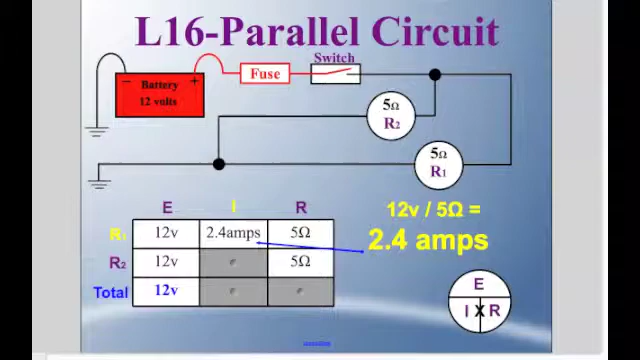 L16-Parallel Circuit
Switch
Fuse
− +
Battery
12 volts
5Ω
R2
5Ω
R1
E I R
R1 12v 2.4amps 5Ω
R2 12v 5Ω
Total 12v
12v / 5Ω =
2.4 amps
E
I X R